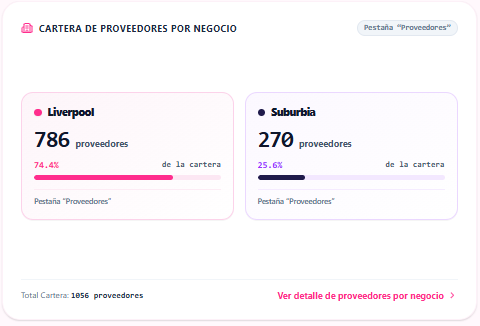 CARTERA DE PROVEEDORES POR NEGOCIO
Pestaña "Proveedores"
Liverpool
786 proveedores
74.4% de la cartera
Pestaña "Proveedores"
Suburbia
270 proveedores
25.6% de la cartera
Pestaña "Proveedores"
Total Cartera: 1056 proveedores
Ver detalle de proveedores por negocio